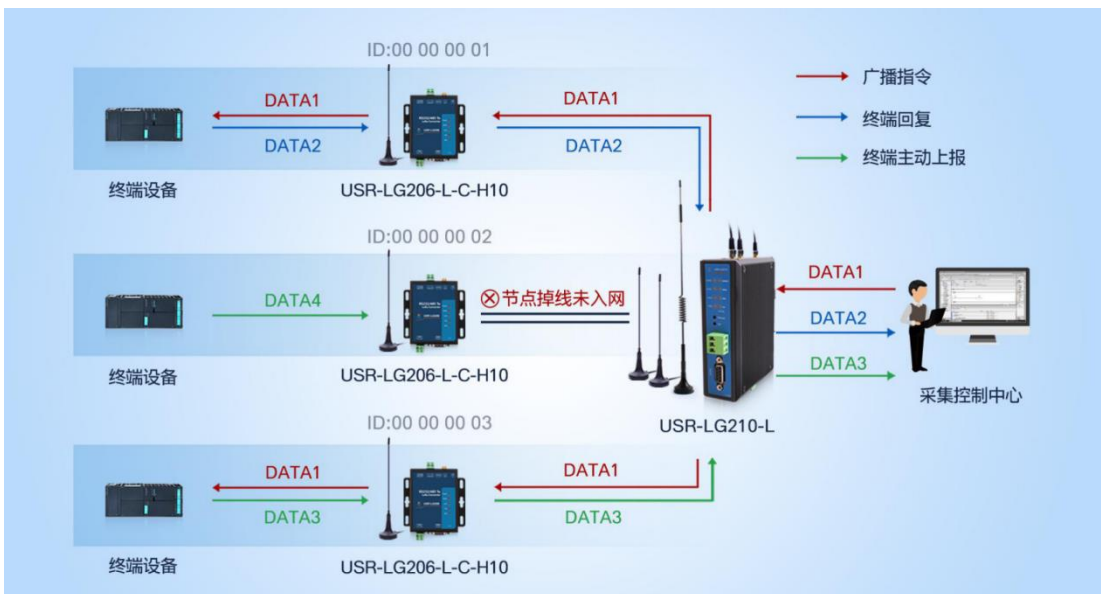 ID:00 00 00 01
DATA1
DATA1
DATA2
DATA2
终端设备
USR-LG206-L-C-H10
广播指令
终端回复
终端主动上报
ID:00 00 00 02
DATA4
节点掉线未入网
终端设备
USR-LG206-L-C-H10
DATA1
DATA2
DATA3
采集控制中心
USR-LG210-L
ID:00 00 00 03
DATA1
DATA1
DATA3
DATA3
终端设备
USR-LG206-L-C-H10